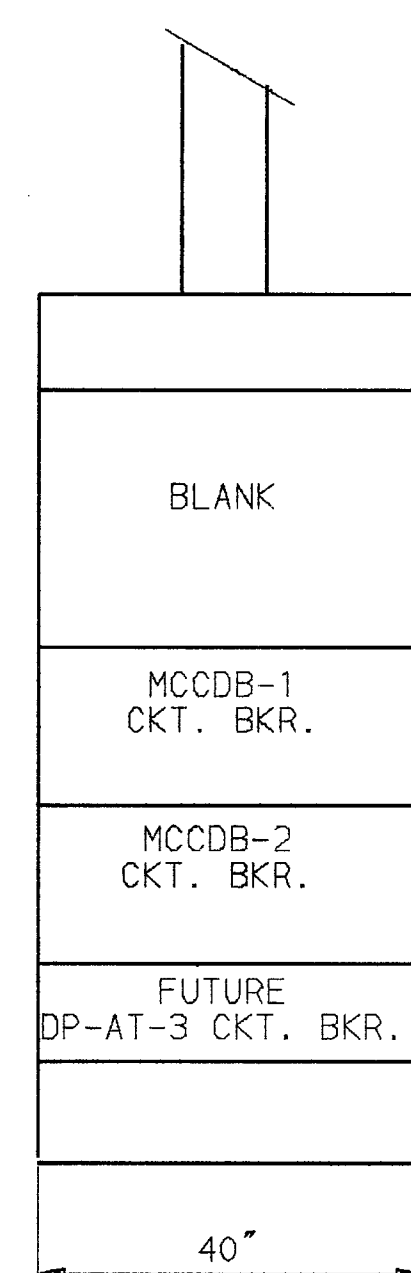 BLANK
MCCDB-1
CKT. BKR.
MCCDB-2
CKT. BKR.
FUTURE
DP-AT-3 CKT. BKR.
40"